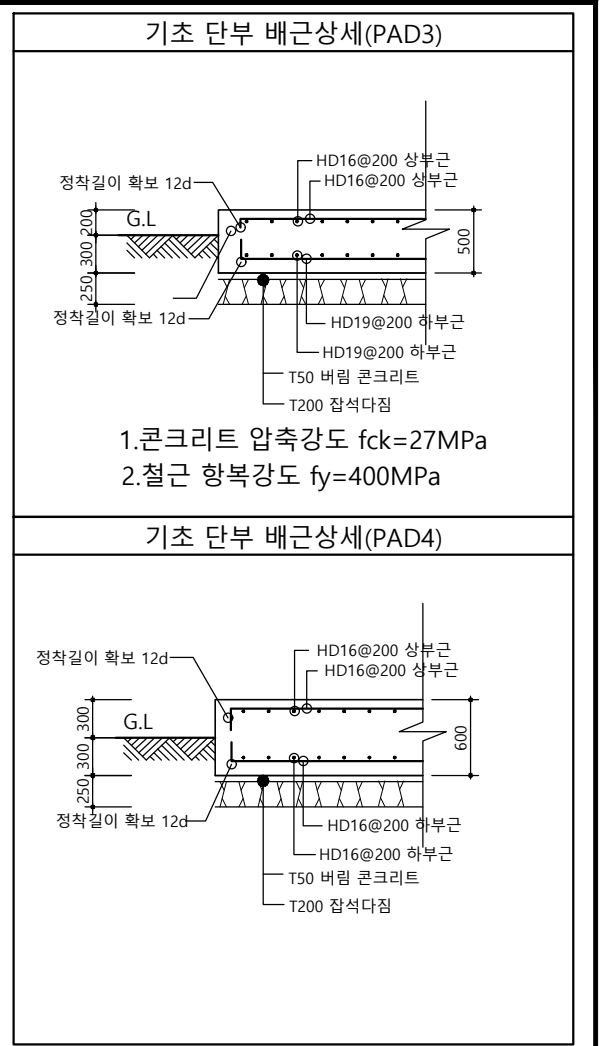 기초 단부 배근상세(PAD3)
HD16@200 상부근
HD16@200 상부근
정착길이 확보 12d
G.L
200
300
250
500
정착길이 확보 12d
HD19@200 하부근
HD19@200 하부근
T50 버림 콘크리트
T200 잡석다짐
1.콘크리트 압축강도 fck=27MPa
2.철근 항복강도 fy=400MPa
기초 단부 배근상세(PAD4)
HD16@200 상부근
HD16@200 상부근
정착길이 확보 12d
G.L
300
300
250
600
정착길이 확보 12d
HD16@200 하부근
HD16@200 하부근
T50 버림 콘크리트
T200 잡석다짐